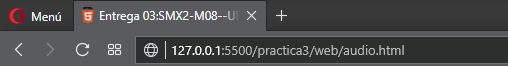 Menú
Entrega 03:SMX2-M08--U
127.0.0.1:5500/practica3/web/audio.html